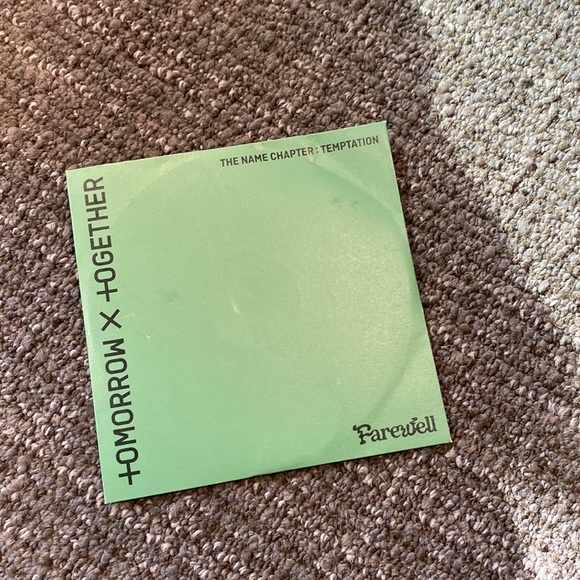 THE NAME CHAPTER : TEMPTATION
TOMORROW X TOGETHER
Farewell